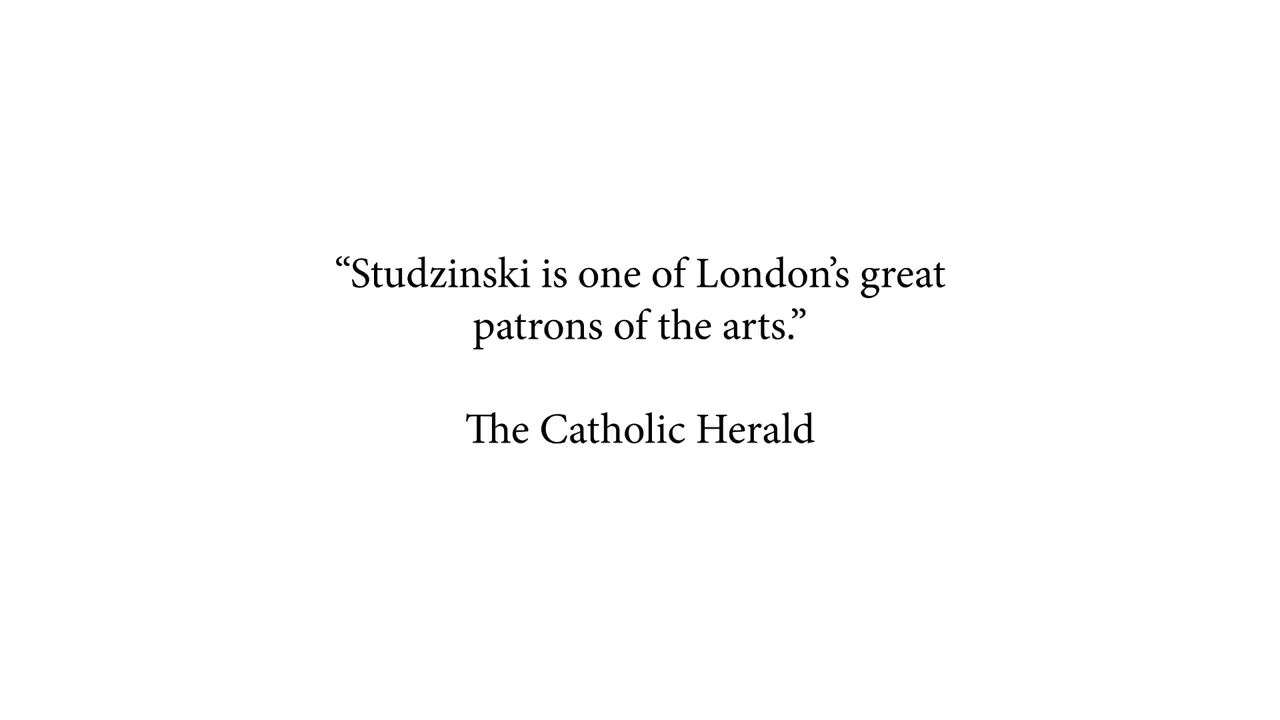 “Studzinski is one of London’s great
patrons of the arts.”
The Catholic Herald